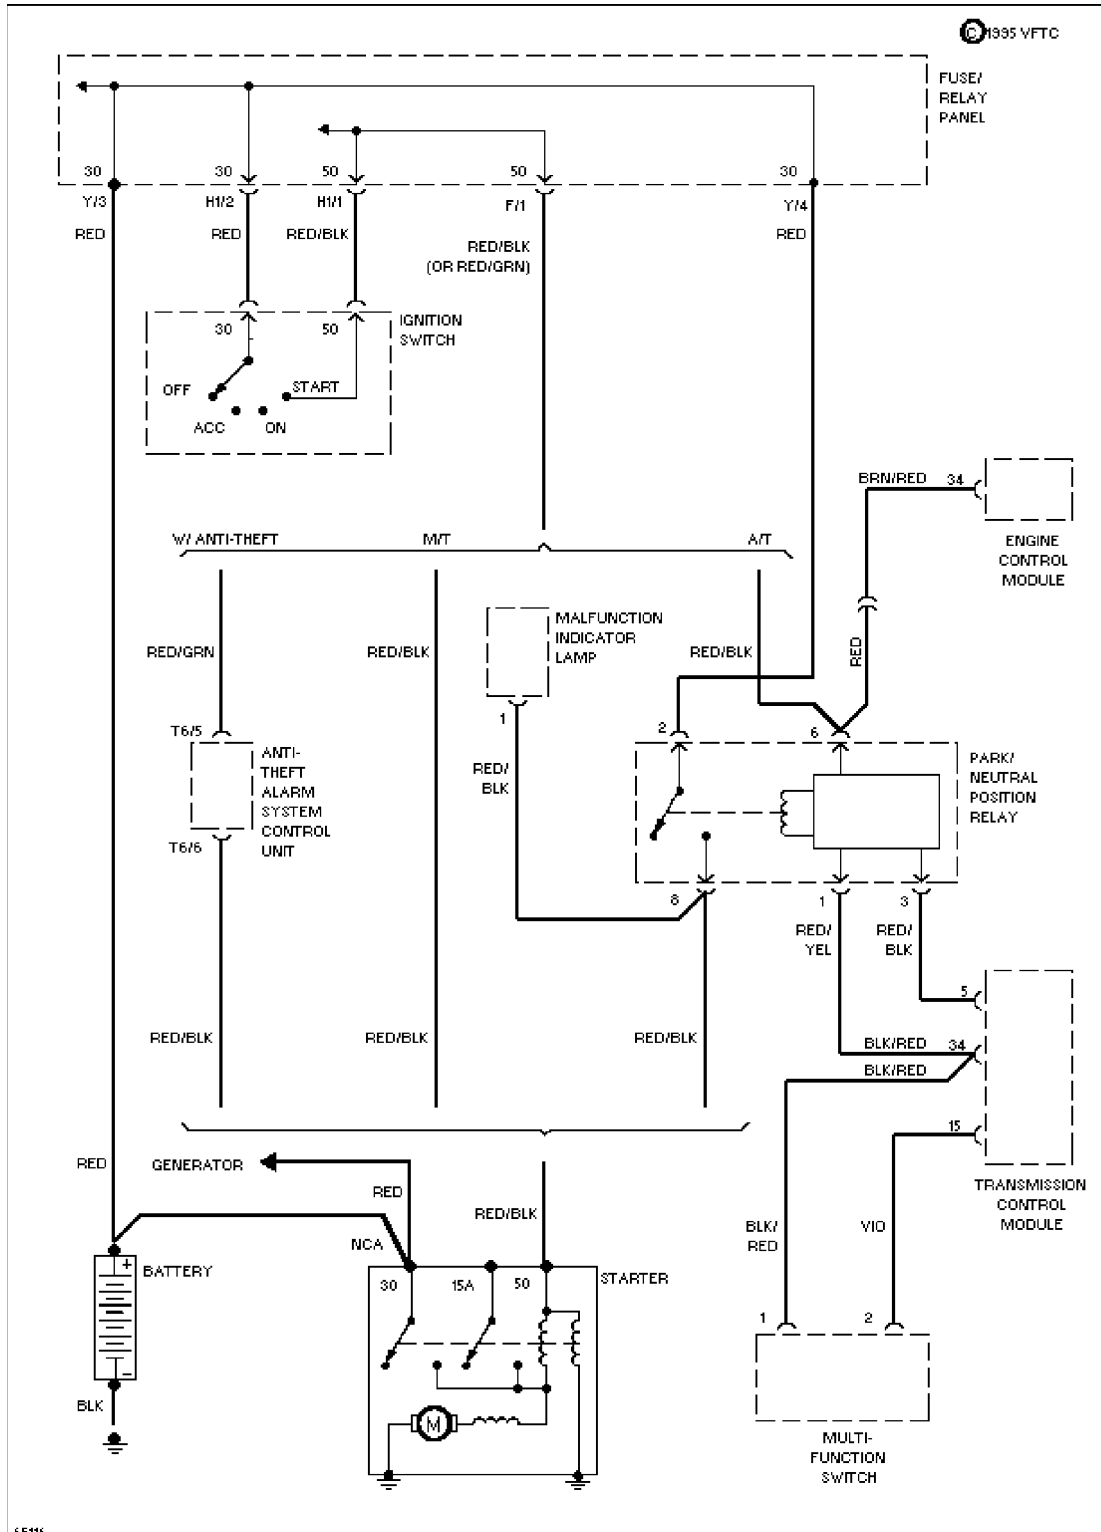 © 1995 VFTC
FUSE/
RELAY
PANEL
30
30
50
50
30
Y/3
H1/2
H1/1
F/1
Y/4
RED
RED
RED/BLK
RED/BLK
(OR RED/GRN)
RED
30
50
IGNITION
SWITCH
OFF
START
ACC
ON
BRN/RED
34
ENGINE
CONTROL
MODULE
W/ ANTI-THEFT
M/T
A/T
MALFUNCTION
INDICATOR
LAMP
RED/GRN
RED/BLK
RED/BLK
RED
T6/5
1
2
6
ANTI-
THEFT
ALARM
SYSTEM
CONTROL
UNIT
RED/
BLK
PARK/
NEUTRAL
POSITION
RELAY
T6/6
8
1
3
RED/
YEL
RED/
BLK
5
RED/BLK
RED/BLK
RED/BLK
BLK/RED
34
BLK/RED
15
RED
GENERATOR
RED
TRANSMISSION
CONTROL
MODULE
RED/BLK
BLK/
RED
VIO
NCA
BATTERY
+
−
30
15A
50
STARTER
1
2
BLK
M
MULTI-
FUNCTION
SWITCH